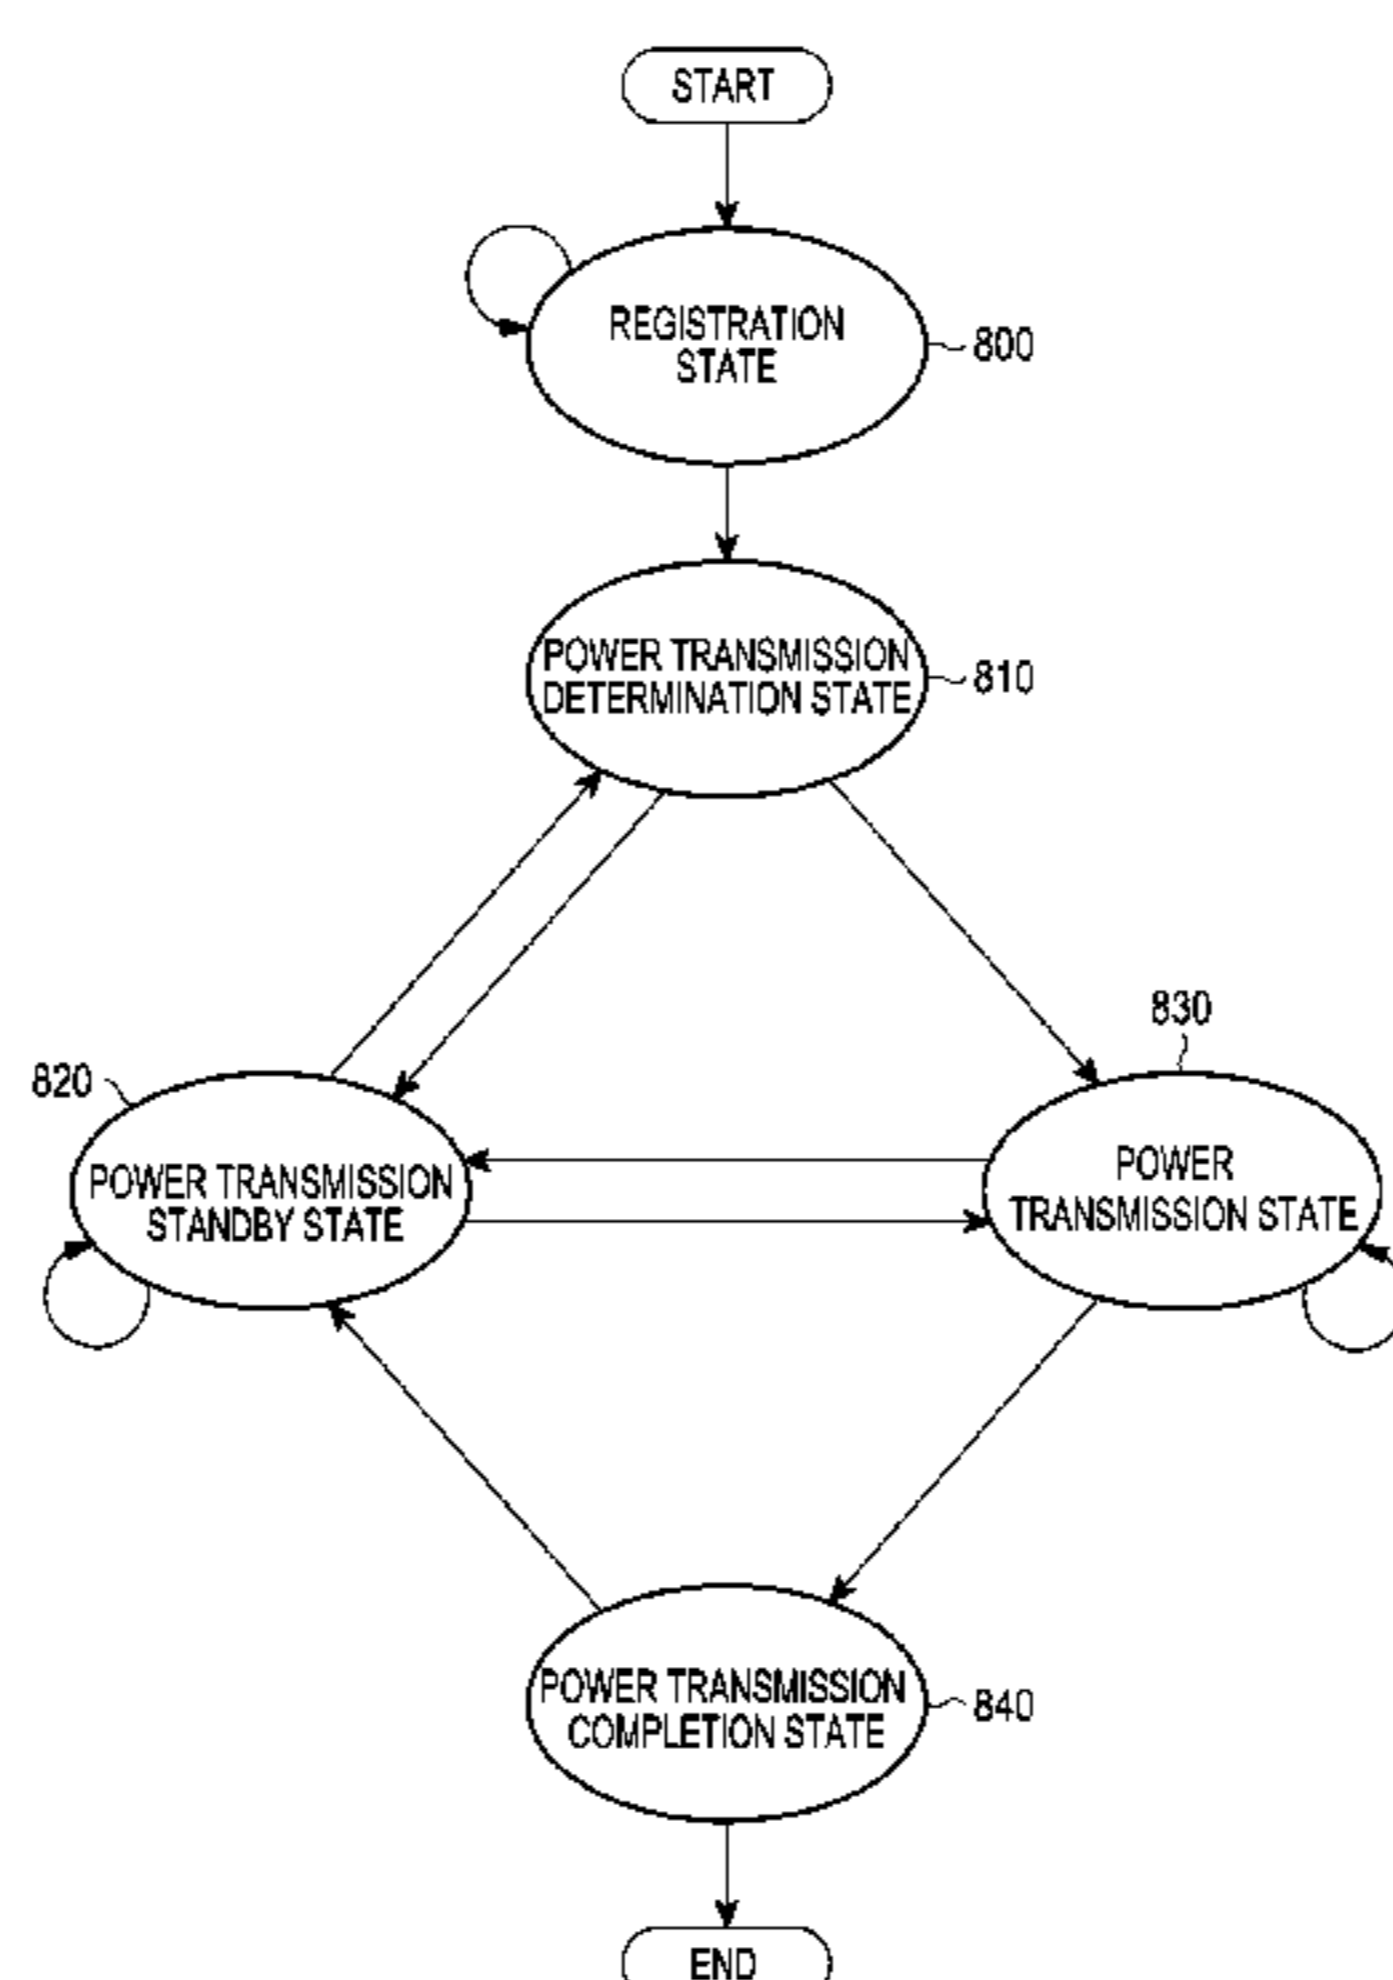 START
REGISTRATION
STATE
800
POWER TRANSMISSION
DETERMINATION STATE
810
830
820
POWER TRANSMISSION
STANDBY STATE
POWER
TRANSMISSION STATE
POWER TRANSMISSION
COMPLETION STATE
840
END